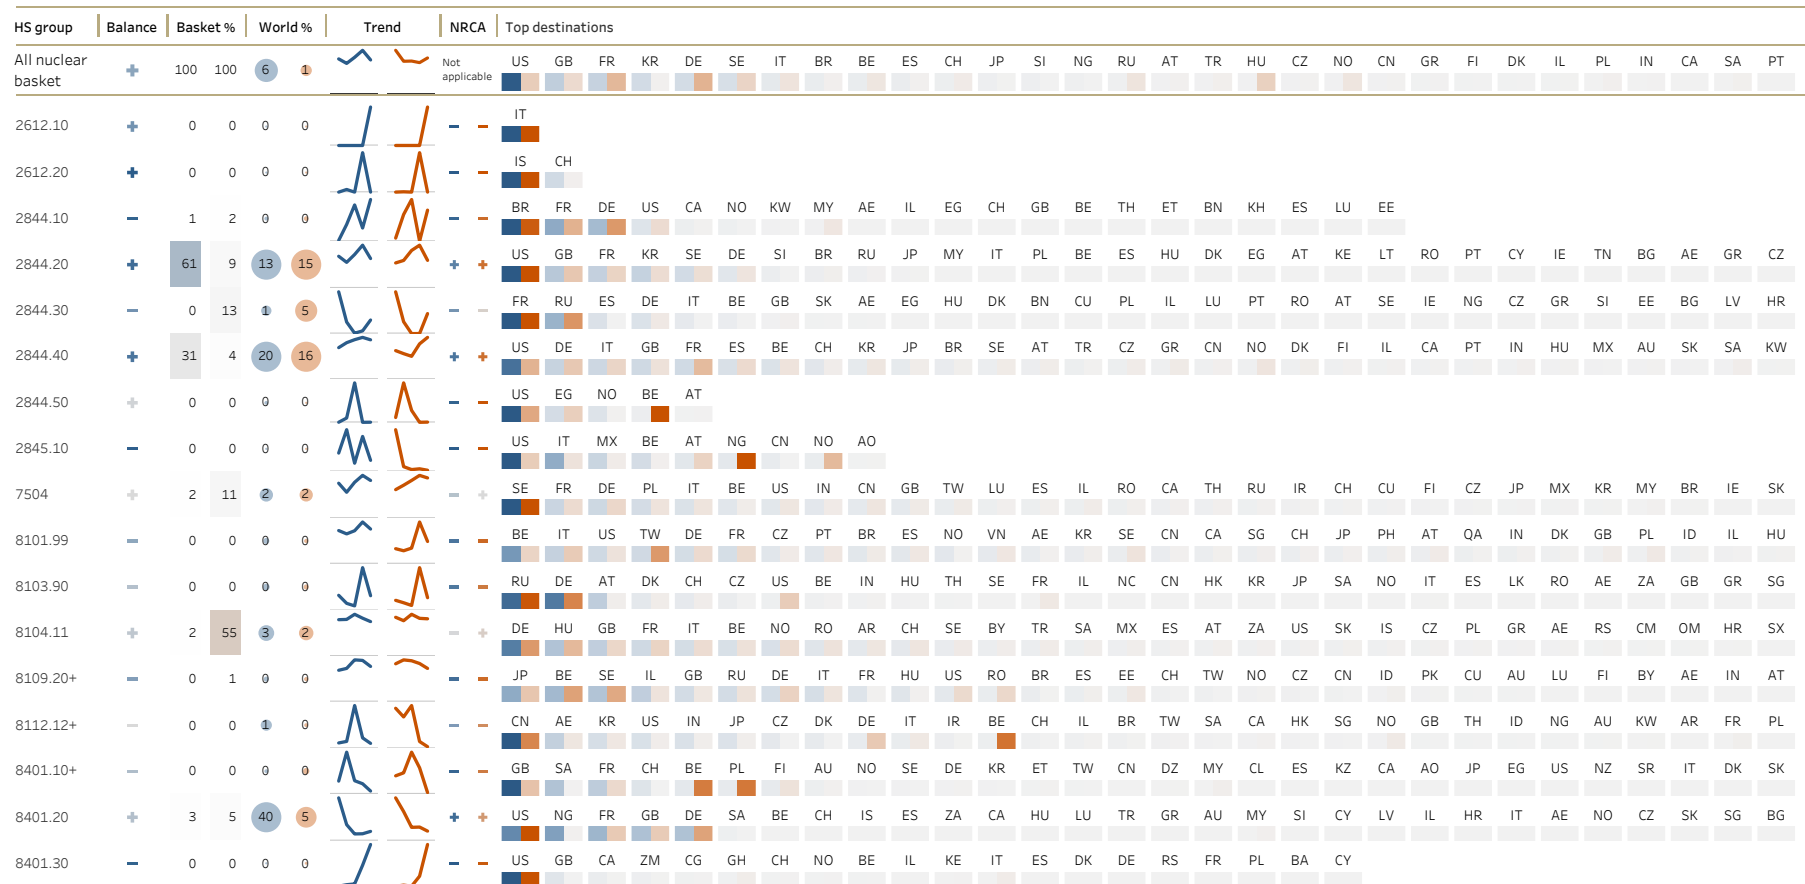 HS group Balance Basket % World % Trend NRCA Top destinations
All nuclear basket 100 100 6 1 Not applicable US GB FR KR DE SE IT BR BE ES CH JP SI NG RU AT TR HU CZ NO CN GR FI DK IL PL IN CA SA PT
2612.10 0 0 0 0 IT
2612.20 0 0 0 0 IS CH
2844.10 1 2 0 0 BR FR DE US CA NO KW MY AE IL EG CH GB BE TH ET BN KH ES LU EE
2844.20 61 9 13 15 US GB FR KR SE DE SI BR RU JP MY IT PL BE ES HU DK EG AT KE LT RO PT CY IE TN BG AE GR CZ
2844.30 0 13 1 5 FR RU ES DE IT BE GB SK AE EG HU DK BN CU PL IL LU PT RO AT SE IE NG CZ GR SI EE BG LV HR
2844.40 31 4 20 16 US DE IT GB FR ES BE CH KR JP BR SE AT TR CZ GR CN NO DK FI IL CA PT IN HU MX AU SK SA KW
2844.50 0 0 0 0 US EG NO BE AT
2845.10 0 0 0 0 US IT MX BE AT NG CN NO AO
7504 2 11 2 2 SE FR DE PL IT BE US IN CN GB TW LU ES IL RO CA TH RU IR CH CU FI CZ JP MX KR MY BR IE SK
8101.99 0 0 0 0 BE IT US TW DE FR CZ PT BR ES NO VN AE KR SE CN CA SG CH JP PH AT QA IN DK GB PL ID IL HU
8103.90 0 0 0 0 RU DE AT DK CH CZ US BE IN HU TH SE FR IL NC CN HK KR JP SA NO IT ES LK RO AE ZA GB GR SG
8104.11 2 55 3 2 DE HU GB FR IT BE NO RO AR CH SE BY TR SA MX ES AT ZA US SK IS CZ PL GR AE RS CM OM HR SX
8109.20+ 0 1 0 0 JP BE SE IL GB RU DE IT FR HU US RO BR ES EE CH TW NO CZ CN ID PK CU AU LU FI BY AE IN AT
8112.12+ 0 0 1 0 CN AE KR US IN JP CZ DK DE IT IR BE CH IL BR TW SA CA HK SG NO GB TH ID NG AU KW AR FR PL
8401.10+ 0 0 0 0 GB SA FR CH BE PL FI AU NO SE DE KR ET TW CN DZ MY CL ES KZ CA AO JP EG US NZ SR IT DK SK
8401.20 3 5 40 5 US NG FR GB DE SA BE CH IS ES ZA CA HU LU TR GR AU MY SI CY LV IL HR IT AE NO CZ SK SG BG
8401.30 0 0 0 0 US GB CA ZM CG GH CH NO BE IL KE IT ES DK DE RS FR PL BA CY